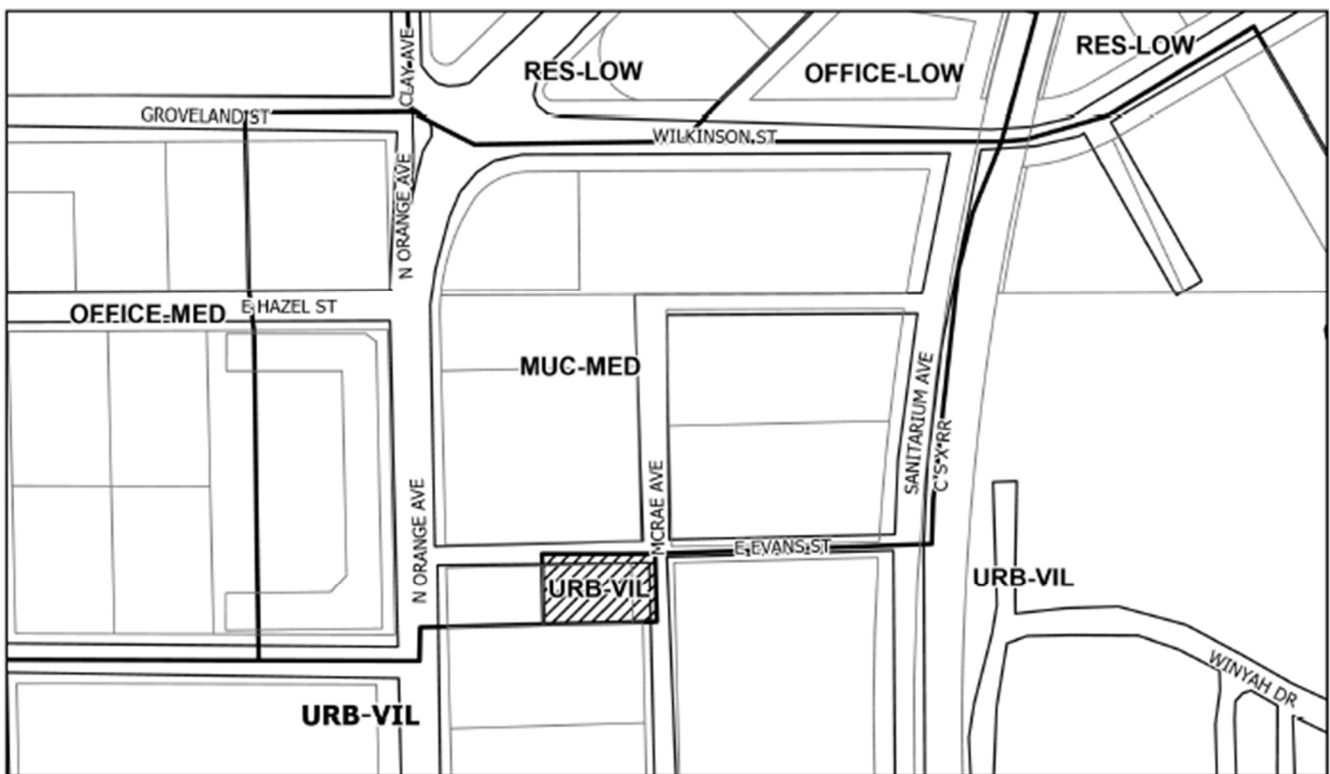 CLAY AVE
RES-LOW
OFFICE-LOW
RES-LOW
GROVELAND ST
WILKINSON ST
N ORANGE AVE
OFFICE-MED
E HAZEL ST
MUC-MED
SANITARIUM AVE
C S X RR
N ORANGE AVE
MCRAE AVE
E EVANS ST
URB-VIL
URB-VIL
WINYAH DR
URB-VIL